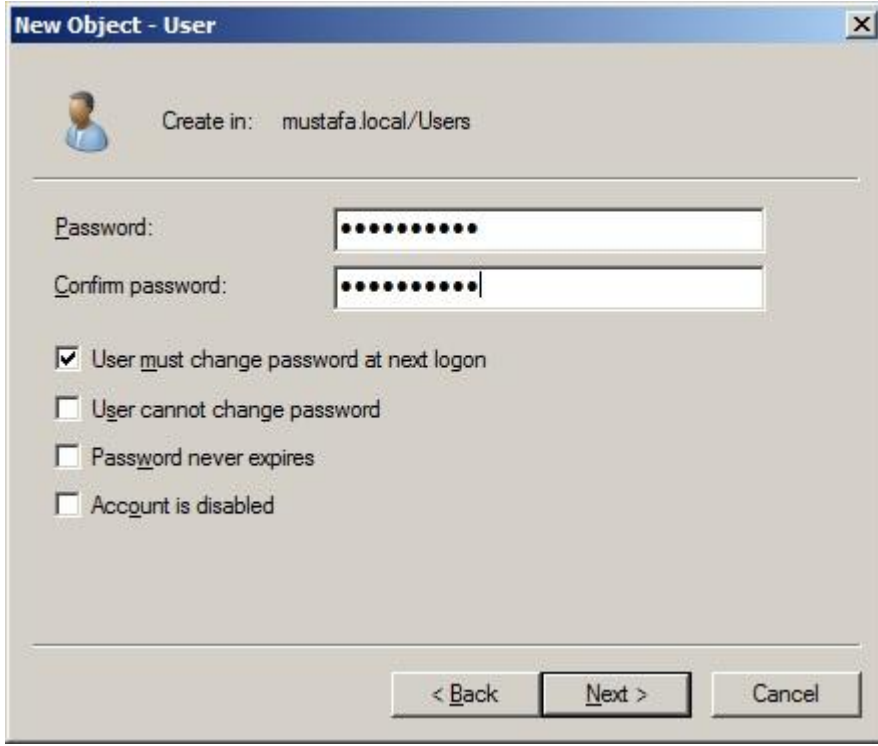 New Object - User
Create in: mustafa.local/Users
Password: ••••••••••
Confirm password: ••••••••••
User must change password at next logon
User cannot change password
Password never expires
Account is disabled
< Back Next > Cancel